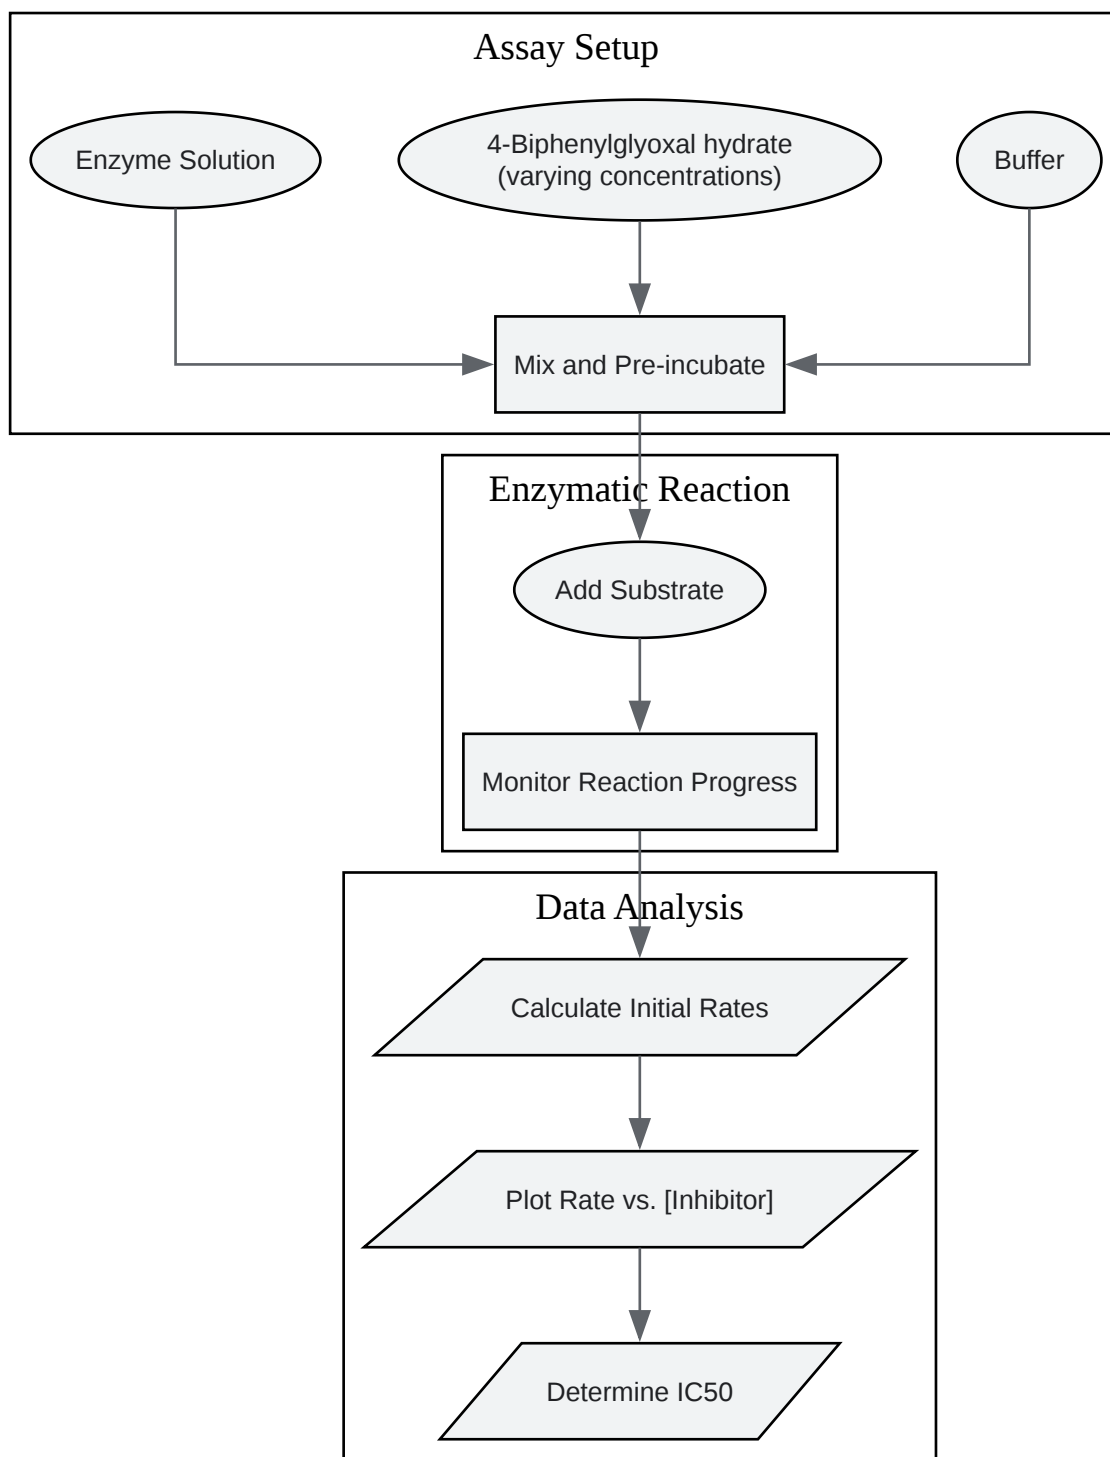 Assay Setup
Enzyme Solution
4-Biphenylglyoxal hydrate
(varying concentrations)
Buffer
Mix and Pre-incubate
Enzymatic Reaction
Add Substrate
Monitor Reaction Progress
Data Analysis
Calculate Initial Rates
Plot Rate vs. [Inhibitor]
Determine IC50